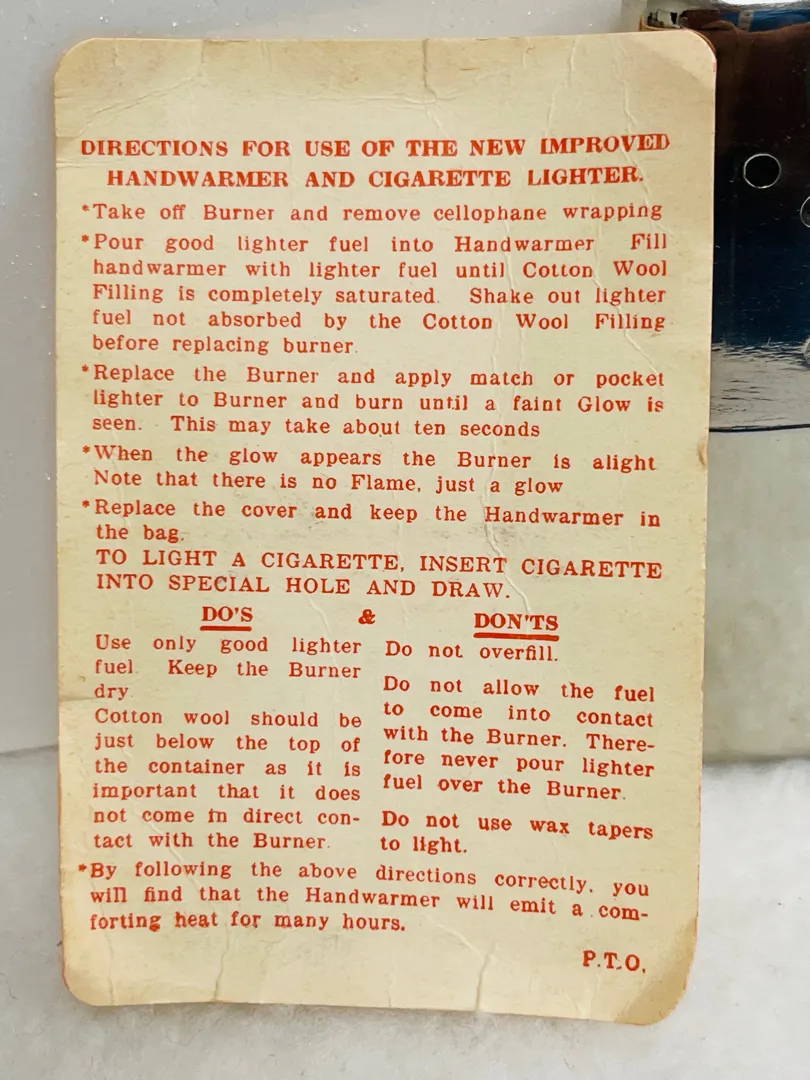 DIRECTIONS FOR USE OF THE NEW IMPROVED
HANDWARMER AND CIGARETTE LIGHTER.
*Take off Burner and remove cellophane wrapping
*Pour good lighter fuel into Handwarmer Fill
handwarmer with lighter fuel until Cotton Wool
Filling is completely saturated. Shake out lighter
fuel not absorbed by the Cotton Wool Filling
before replacing burner.
*Replace the Burner and apply match or pocket
lighter to Burner and burn until a faint Glow is
seen. This may take about ten seconds
*When the glow appears the Burner is alight
Note that there is no Flame, just a glow
*Replace the cover and keep the Handwarmer in
the bag.
TO LIGHT A CIGARETTE, INSERT CIGARETTE
INTO SPECIAL HOLE AND DRAW.
DO'S & DON'TS
Use only good lighter
fuel. Keep the Burner
dry.
Cotton wool should be
just below the top of
the container as it is
important that it does
not come in direct con-
tact with the Burner.
Do not overfill.
Do not allow the fuel
to come into contact
with the Burner. There-
fore never pour lighter
fuel over the Burner.
Do not use wax tapers
to light.
*By following the above directions correctly, you
will find that the Handwarmer will emit a com-
forting heat for many hours.
P.T.O.